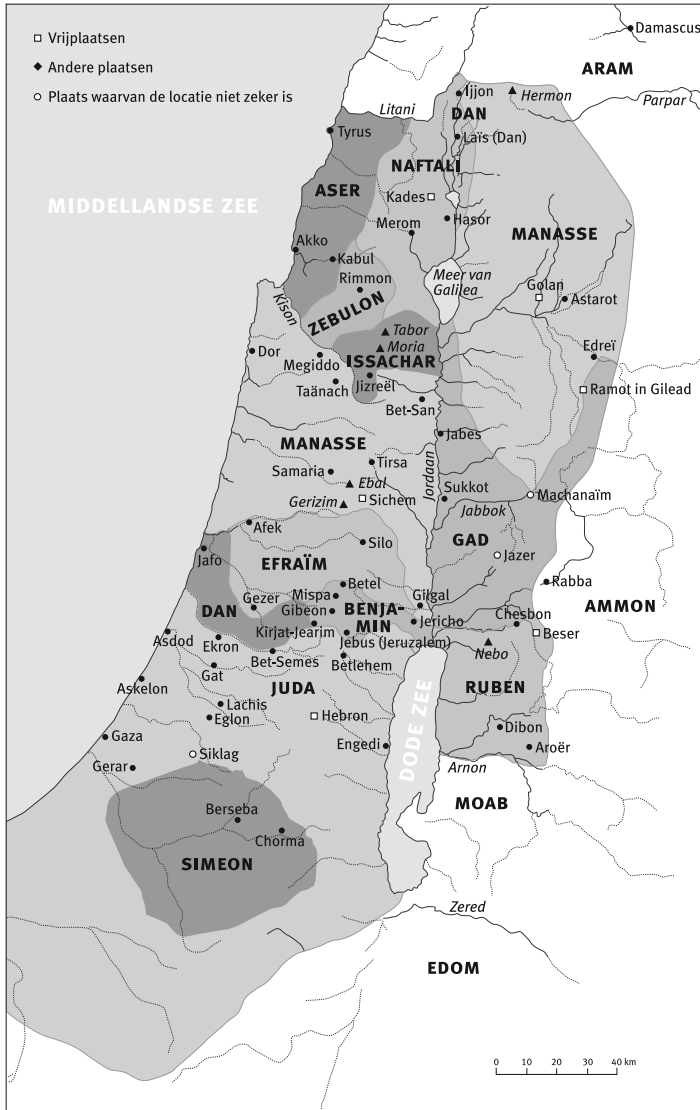 Vrijplaatsen
Andere plaatsen
Plaats waarvan de locatie niet zeker is
Damascus
ARAM
Ijjon
Hermon
Litani
DAN
Parpar
Tyrus
Laïs (Dan)
NAFTALI
ASER
Kades
MIDDELLANDSE ZEE
Merom
Hasor
MANASSE
Akko
Kabul
Rimmon
Meer van
Galilea
Golan
Astarot
Kison
ZEBULON
Tabor
Moria
Dor
Megiddo
ISSACHAR
Edreï
Taänach
Jizreël
Ramot in Gilead
Bet-San
MANASSE
Jabes
Tirsa
Samaria
Ebal
Jordaan
Sukkot
Machanaïm
Gerizim
Sichem
Jabbok
Afek
Silo
GAD
Jafo
EFRAÏM
Jazer
Betel
Rabba
Mispa
Gilgal
Gezer
DAN
Gibeon
BENJA-
MIN
Jericho
Chesbon
AMMON
Kirjat-Jearim
Beser
Asdod
Ekron
Jebus (Jeruzalem)
Nebo
Bet-Semes
Betlehem
Gat
Askelon
JUDA
RUBEN
Lachis
Eglon
Hebron
Dibon
Gaza
Engedi
DODE ZEE
Aroër
Siklag
Gerar
Arnon
MOAB
Berseba
Chorma
SIMEON
Zered
EDOM
0 10 20 30 40 km